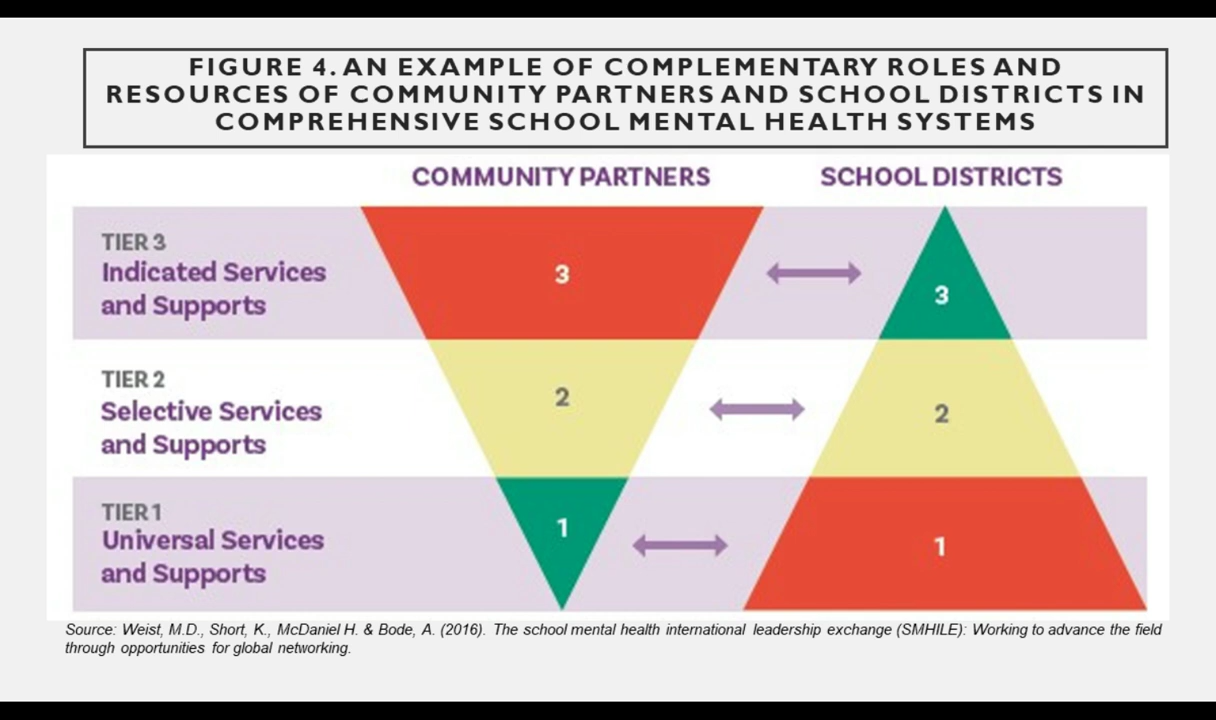 FIGURE 4. AN EXAMPLE OF COMPLEMENTARY ROLES AND
RESOURCES OF COMMUNITY PARTNERS AND SCHOOL DISTRICTS IN
COMPREHENSIVE SCHOOL MENTAL HEALTH SYSTEMS
COMMUNITY PARTNERS
SCHOOL DISTRICTS
TIER 3
Indicated Services
and Supports
3
3
TIER 2
Selective Services
and Supports
2
2
TIER 1
Universal Services
and Supports
1
1
Source: Weist, M.D., Short, K., McDaniel H. & Bode, A. (2016). The school mental health international leadership exchange (SMHILE): Working to advance the field
through opportunities for global networking.